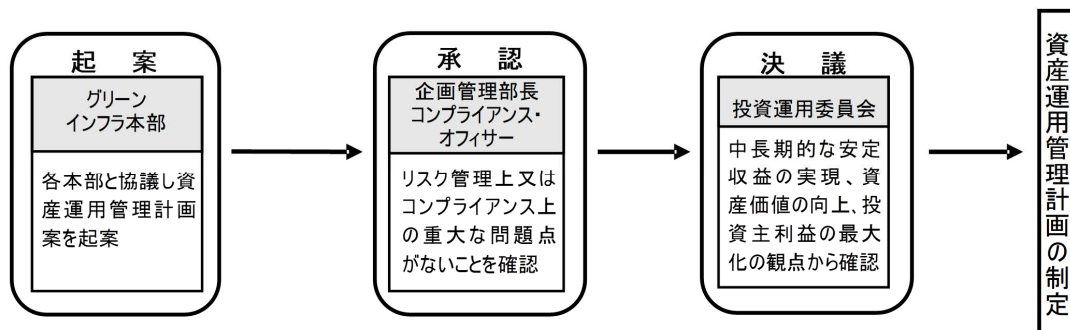 起　案
グリーン
インフラ本部
各本部と協議し資
産運用管理計画
案を起案
承　認
企画管理部長
コンプライアンス・
オフィサー
リスク管理上又は
コンプライアンス上
の重大な問題点
がないことを確認
決　議
投資運用委員会
中長期的な安定
収益の実現、資
産価値の向上、投
資主利益の最大
化の観点から確認
資産運用管理計画の制定